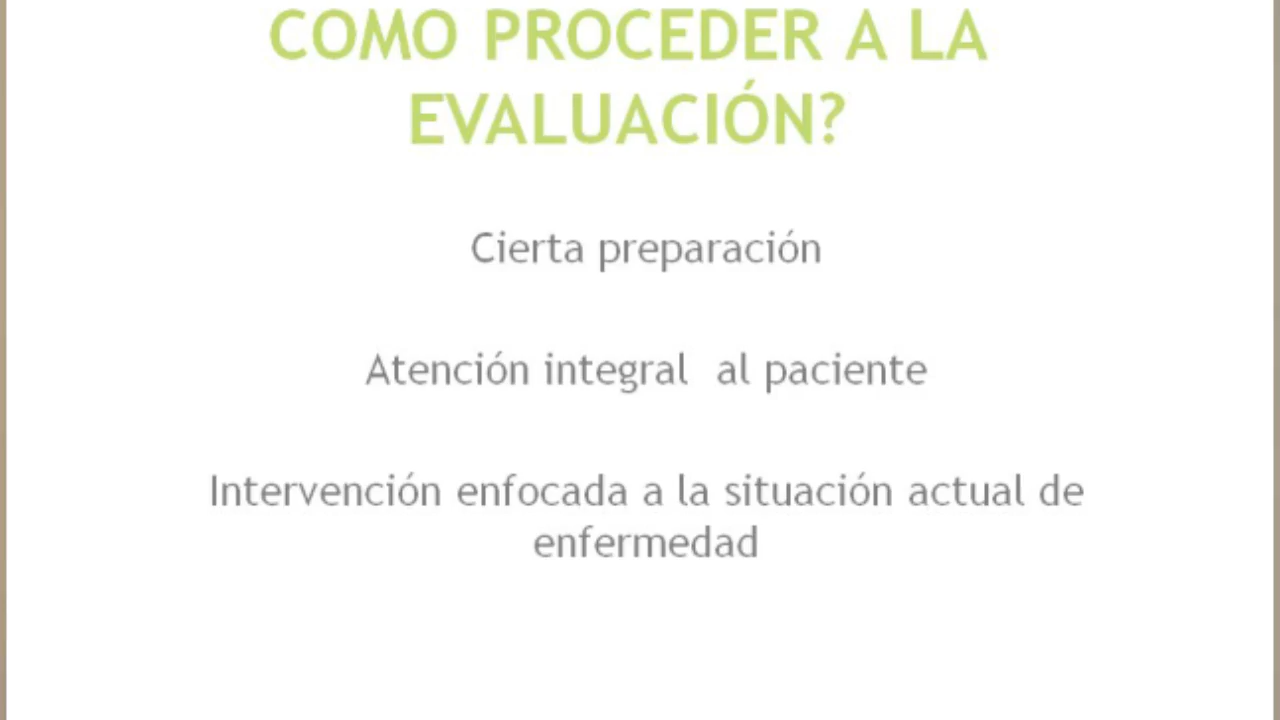 COMO PROCEDER A LA
EVALUACIÓN?
Cierta preparación
Atención integral  al paciente
Intervención enfocada a la situación actual de
enfermedad